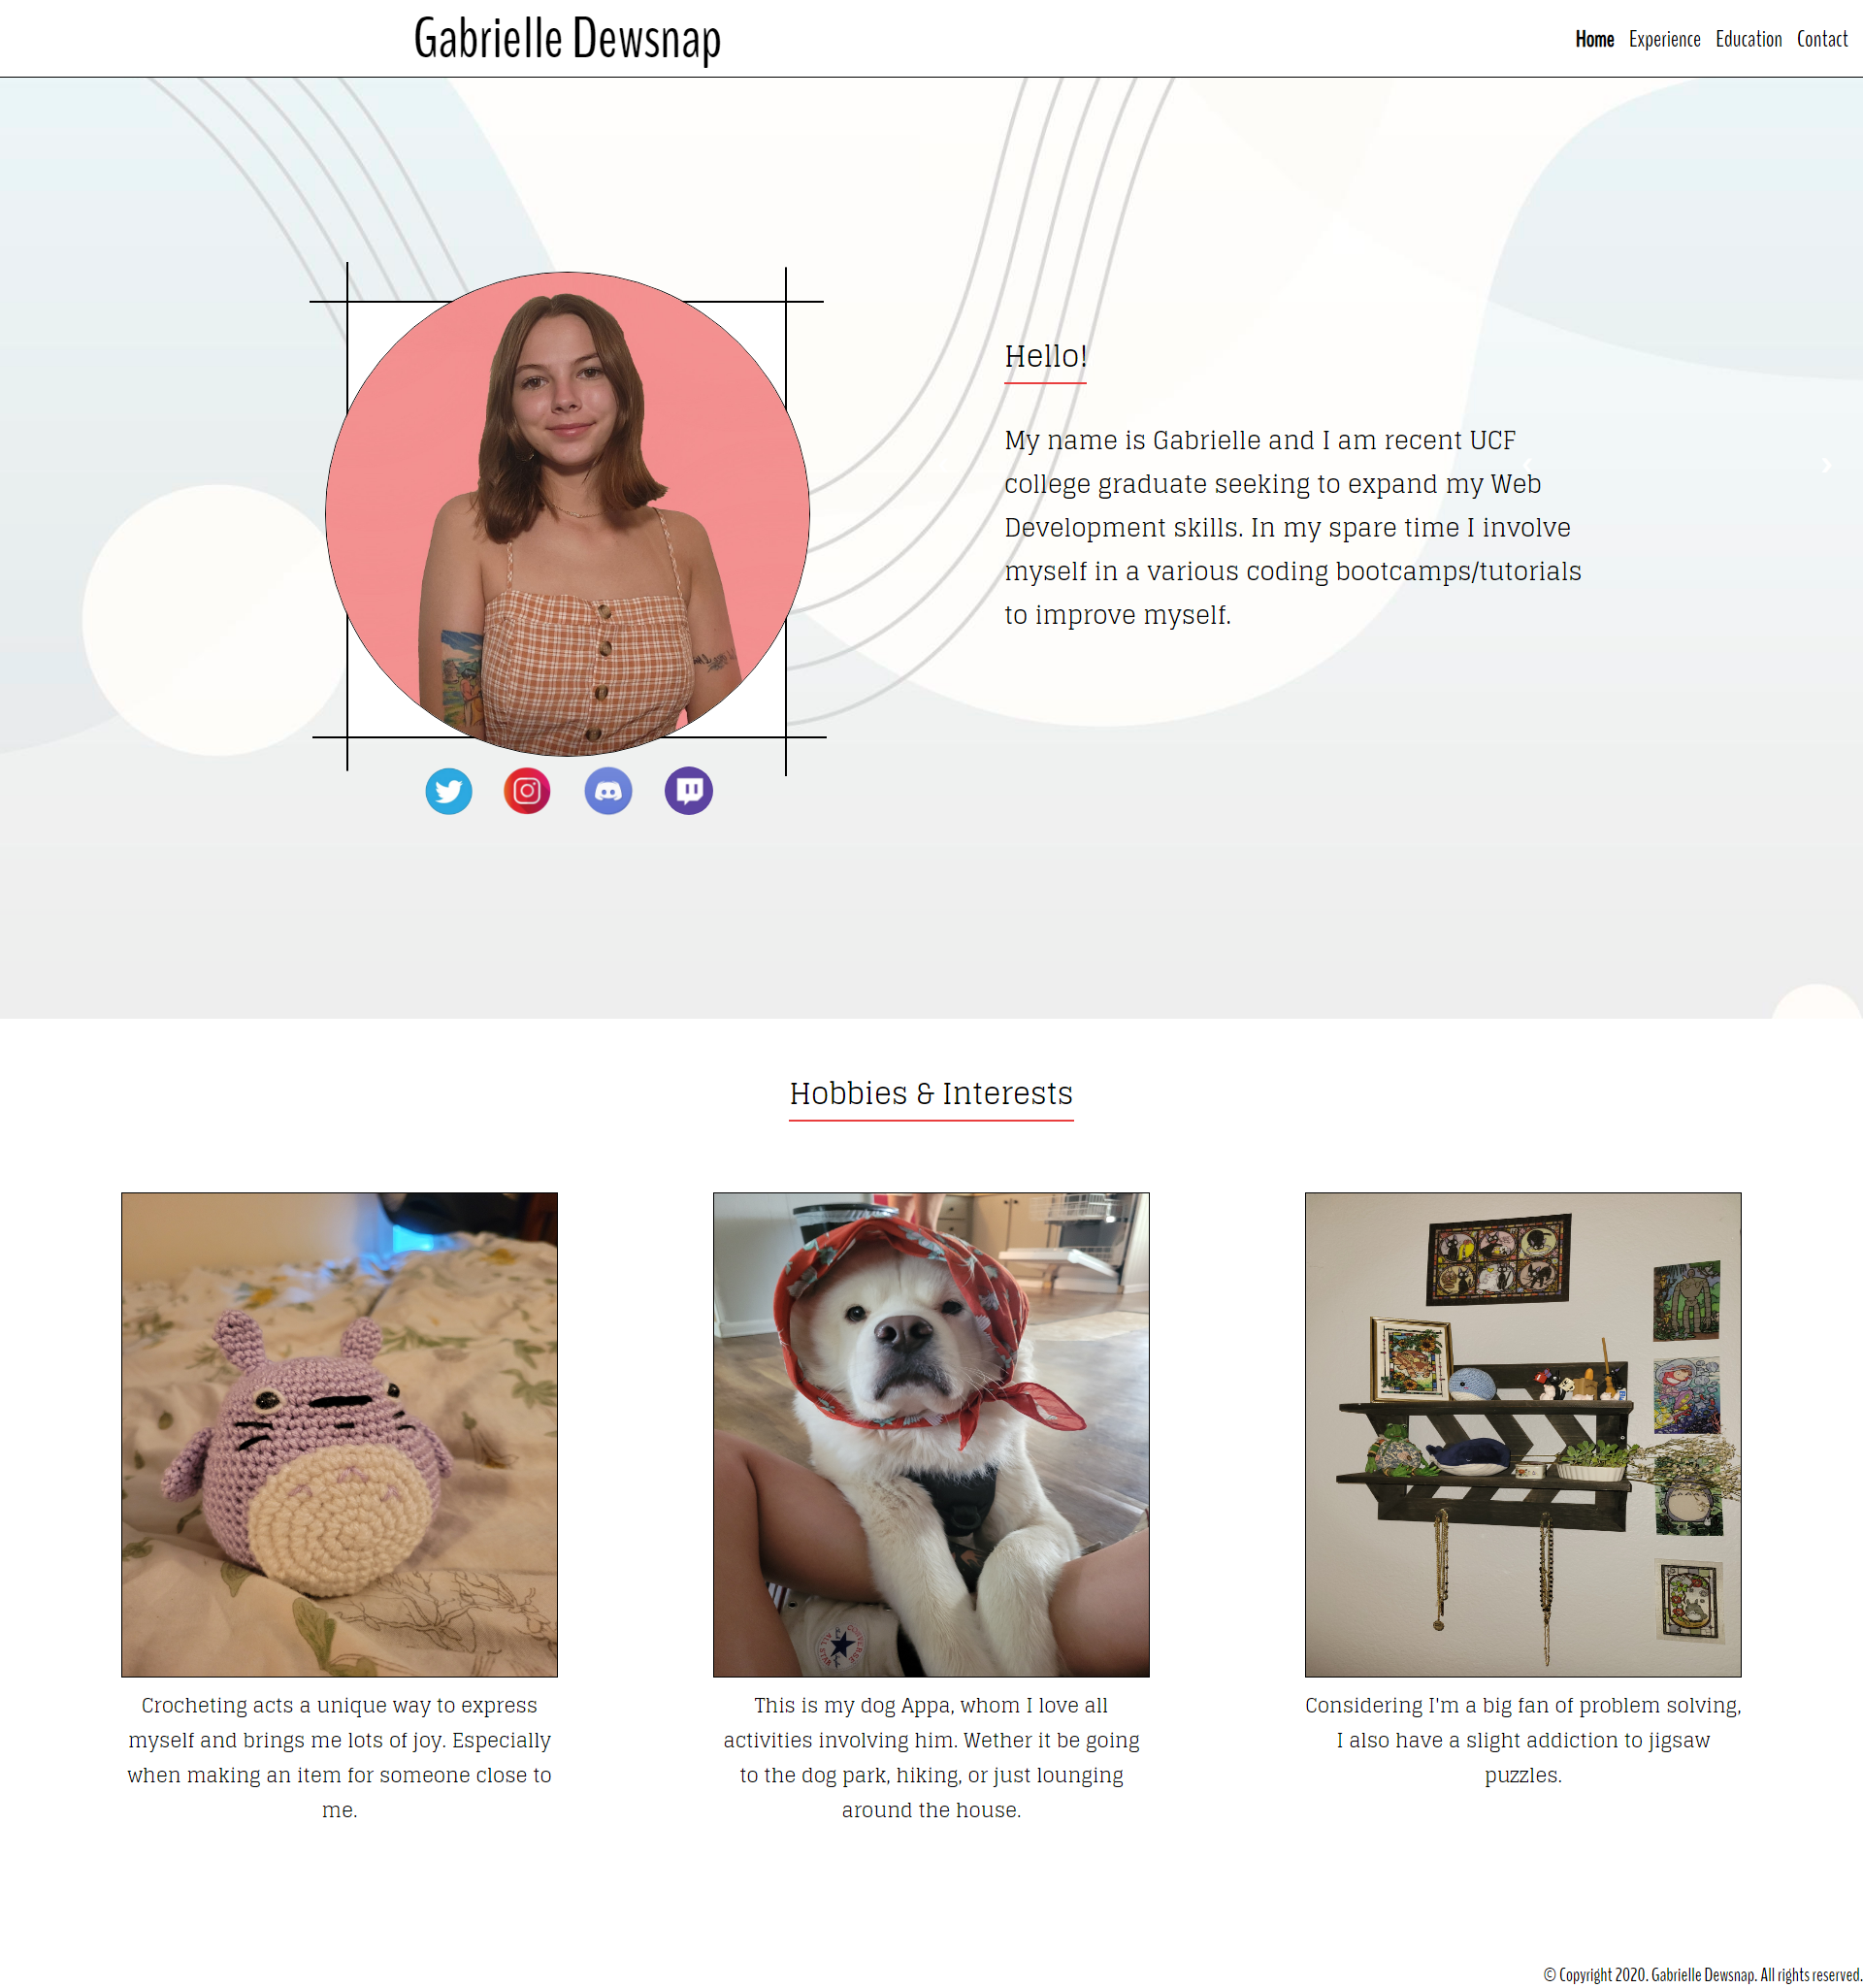 Gabrielle Dewsnap
Home Experience Education Contact
Hello!
My name is Gabrielle and I am recent UCF
college graduate seeking to expand my Web
Development skills. In my spare time I involve
myself in a various coding bootcamps/tutorials
to improve myself.
Hobbies & Interests
CONVERSE
ALL STAR
Crocheting acts a unique way to express
myself and brings me lots of joy. Especially
when making an item for someone close to
me.
This is my dog Appa, whom I love all
activities involving him. Wether it be going
to the dog park, hiking, or just lounging
around the house.
Considering I'm a big fan of problem solving,
I also have a slight addiction to jigsaw
puzzles.
© Copyright 2020. Gabrielle Dewsnap. All rights reserved.